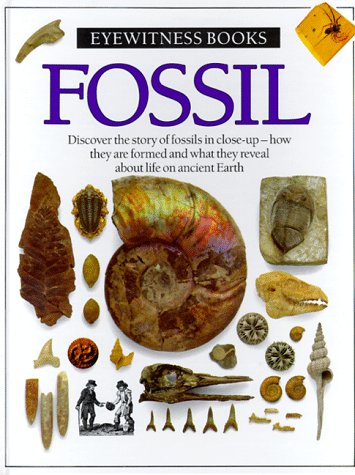 EYEWITNESS BOOKS
FOSSIL
Discover the story of fossils in close-up – how
they are formed and what they reveal
about life on ancient Earth